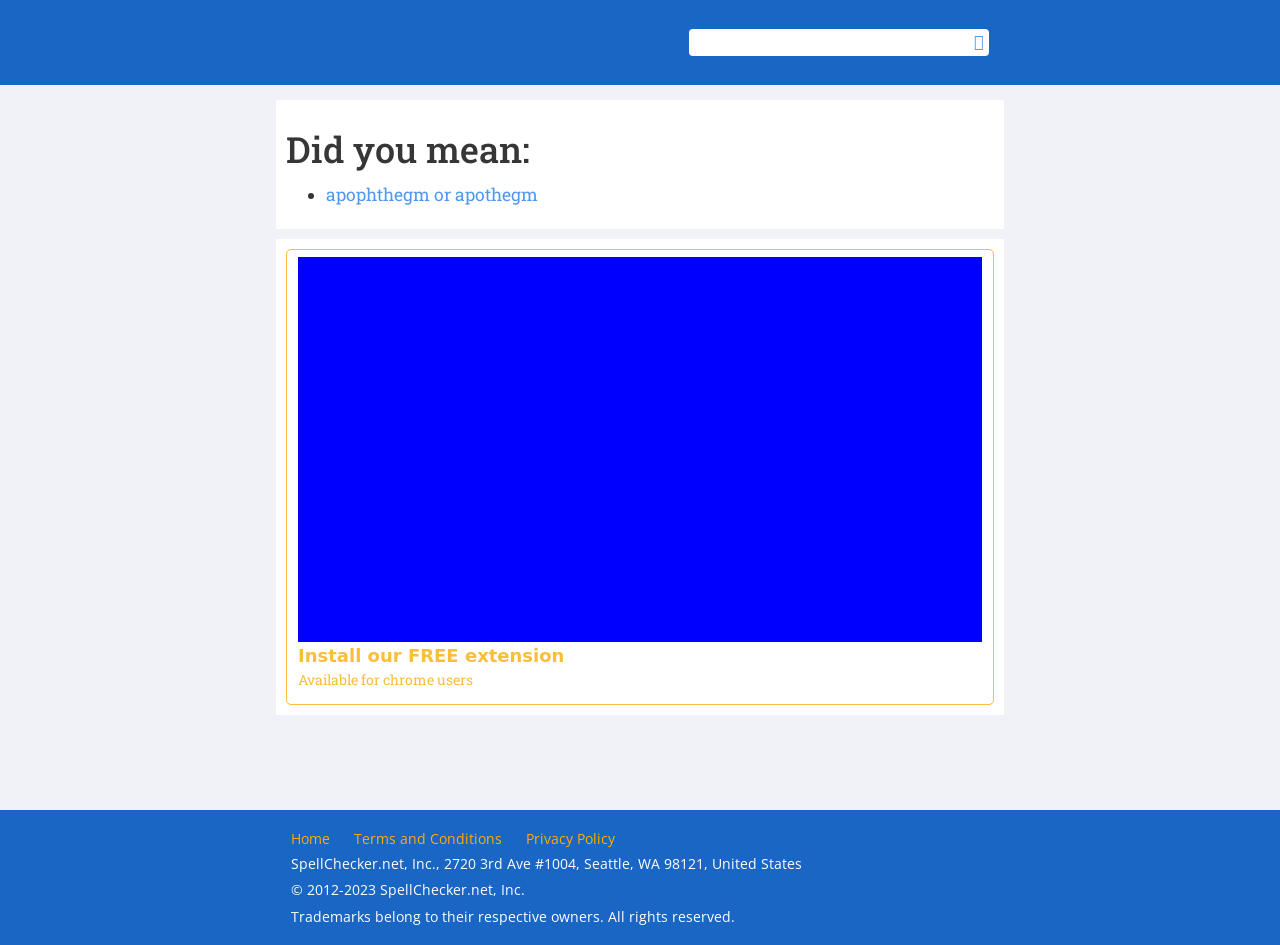 Did you mean:
apophthegm or apothegm
Install our FREE extension
Available for chrome users
Home Terms and Conditions Privacy Policy
SpellChecker.net, Inc., 2720 3rd Ave #1004, Seattle, WA 98121, United States
© 2012-2023 SpellChecker.net, Inc.
Trademarks belong to their respective owners. All rights reserved.